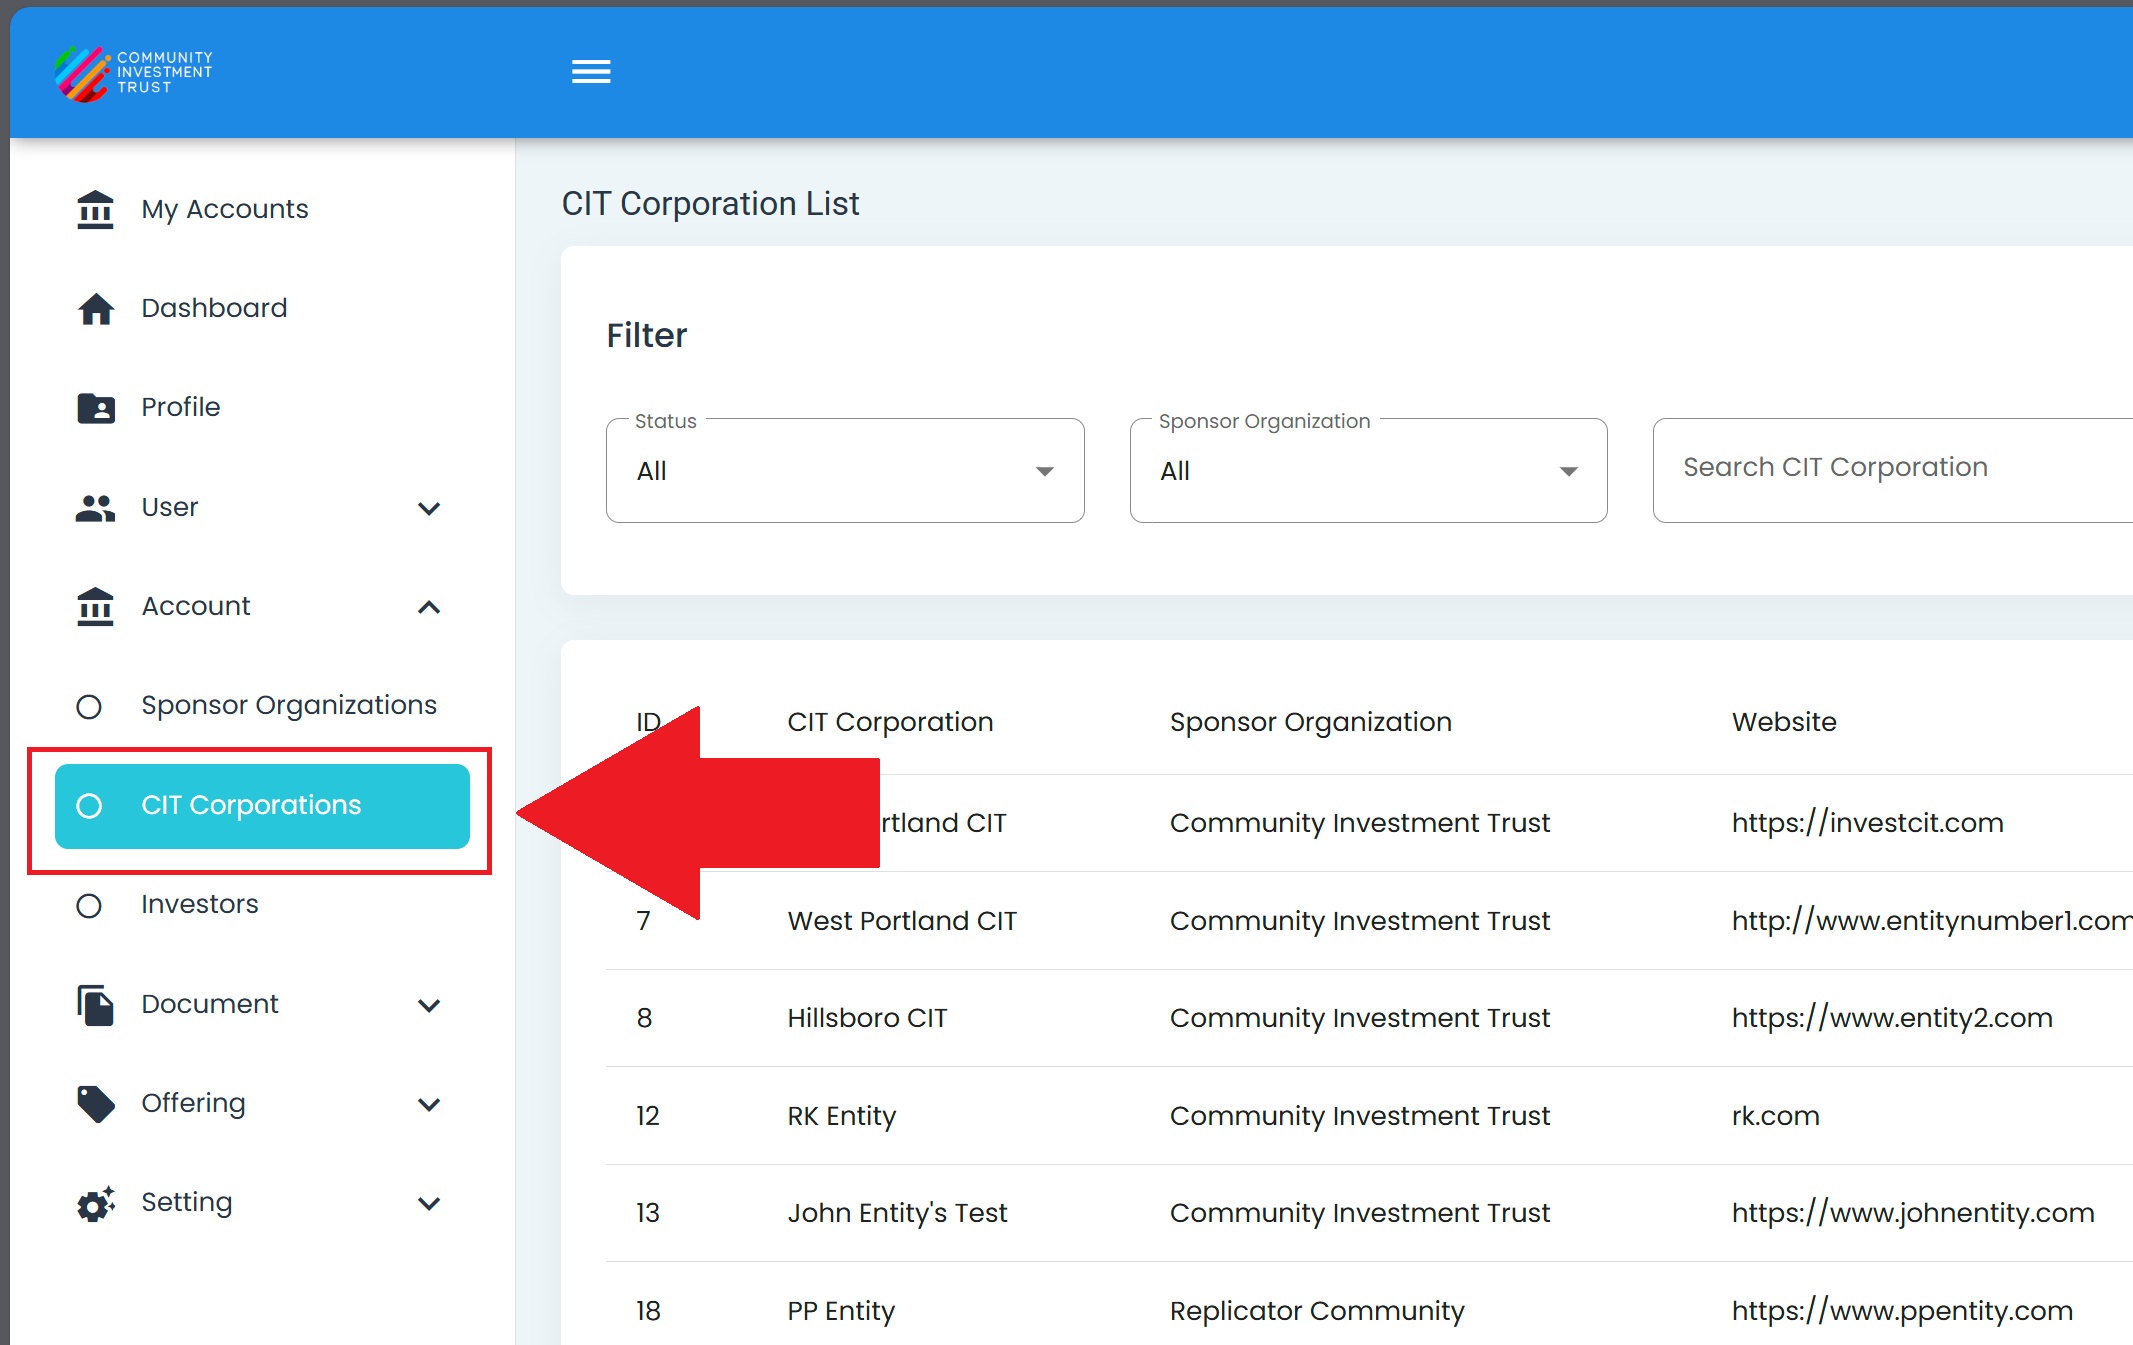 COMMUNITY
INVESTMENT
TRUST
My Accounts
Dashboard
Profile
User
Account
Sponsor Organizations
CIT Corporations
Investors
Document
Offering
Setting
CIT Corporation List
Filter
Status
All
Sponsor Organization
All
Search CIT Corporation
ID CIT Corporation Sponsor Organization Website
CIT Community Investment Trust https://investcit.com
7 West Portland CIT Community Investment Trust http://www.entitynumber1.com
8 Hillsboro CIT Community Investment Trust https://www.entity2.com
12 RK Entity Community Investment Trust rk.com
13 John Entity's Test Community Investment Trust https://www.johnentity.com
18 PP Entity Replicator Community https://www.ppentity.com